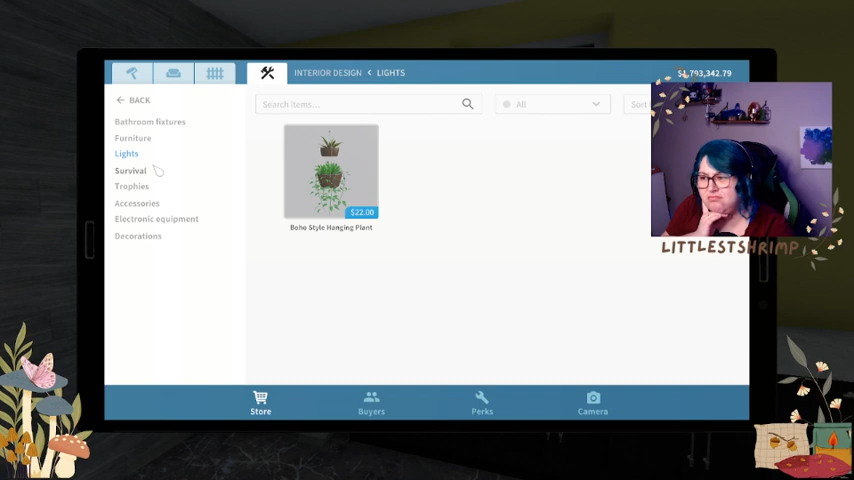 INTERIOR DESIGN < LIGHTS
$1,793,342.79
BACK
Search items...
All
Sort
Bathroom fixtures
Furniture
Lights
Survival
Trophies
Accessories
Electronic equipment
Decorations
$22.00
Boho Style Hanging Plant
LITTLESTSHRIMP
Store
Buyers
Perks
Camera